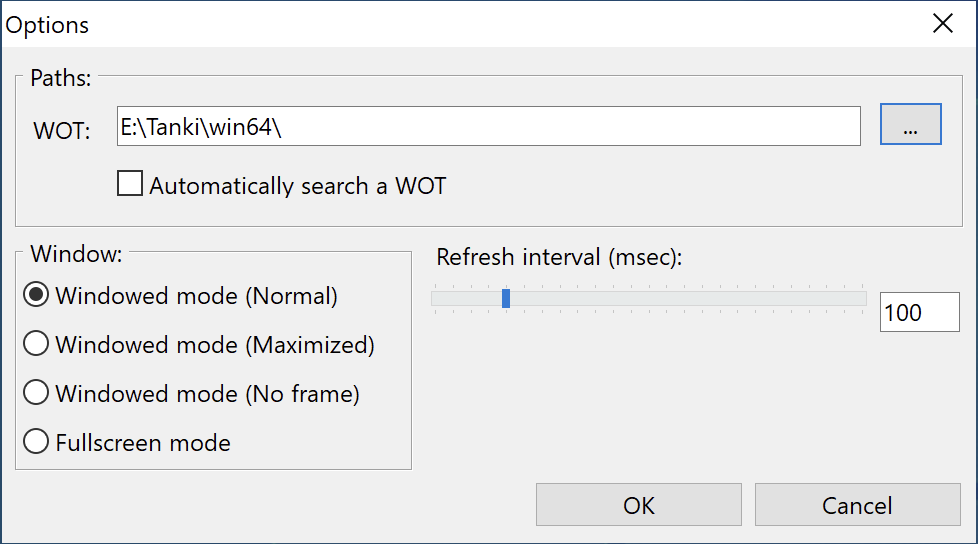 Options
Paths:
WOT:
E:\Tanki\win64\
...
Automatically search a WOT
Window:
Windowed mode (Normal)
Windowed mode (Maximized)
Windowed mode (No frame)
Fullscreen mode
Refresh interval (msec):
100
OK
Cancel